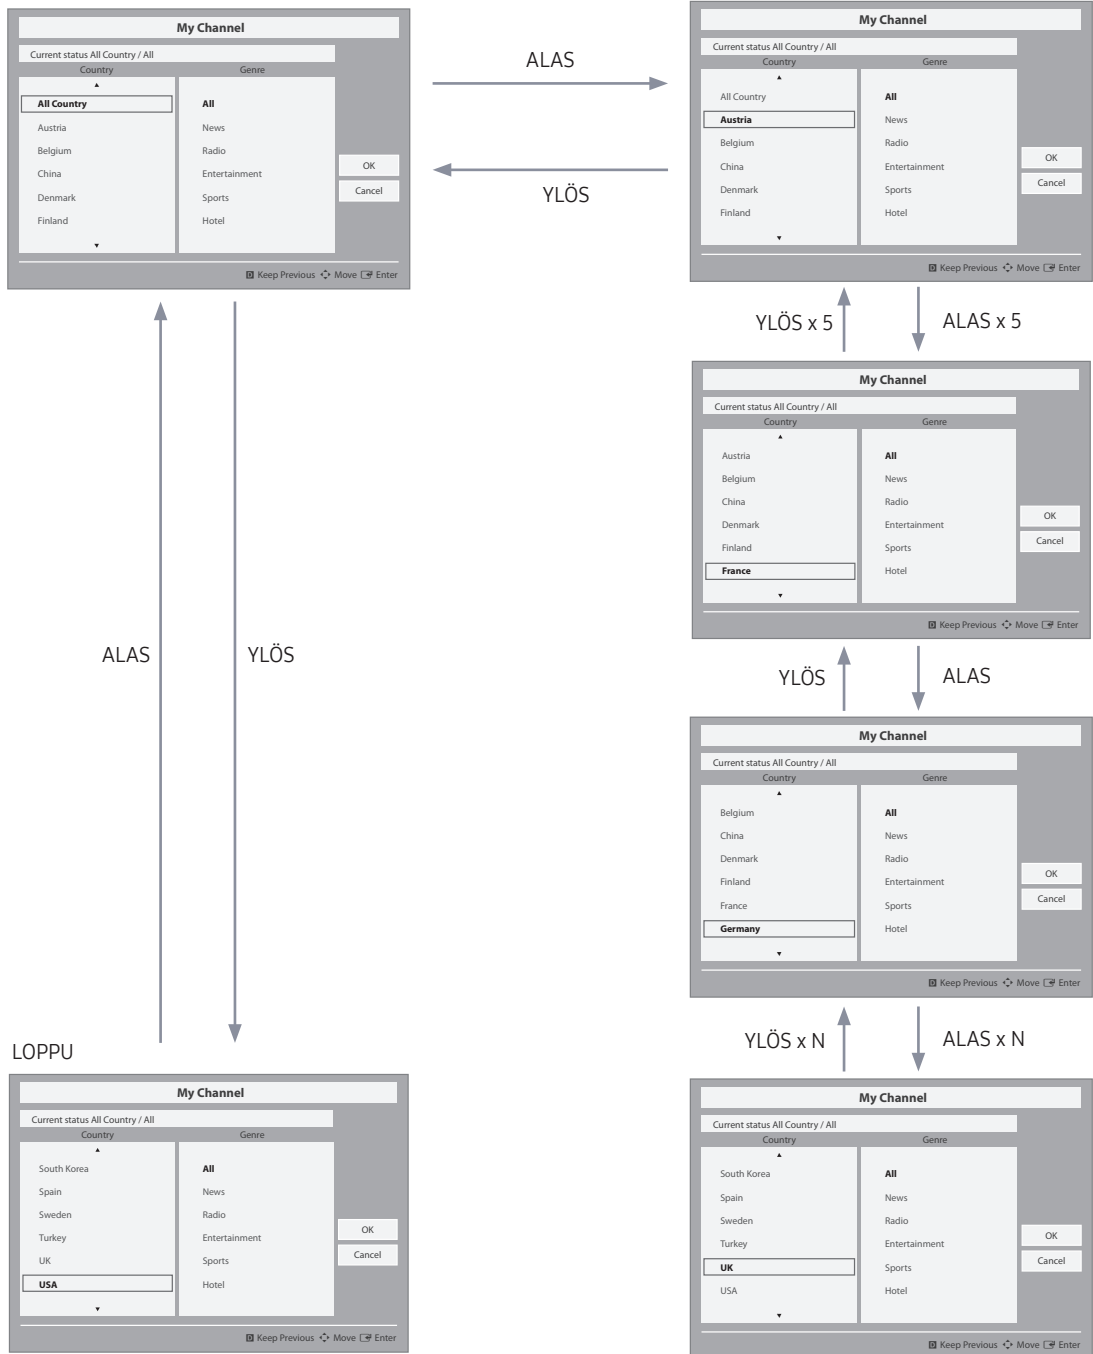 My Channel
Current status All Country / All
Country Genre
All Country All
Austria News
Belgium Radio
China Entertainment
Denmark Sports
Finland Hotel
OK
Cancel
D Keep Previous Move Enter
ALAS
YLÖS
My Channel
Current status All Country / All
Country Genre
All Country All
Austria News
Belgium Radio
China Entertainment
Denmark Sports
Finland Hotel
OK
Cancel
D Keep Previous Move Enter
YLÖS x 5 ALAS x 5
My Channel
Current status All Country / All
Country Genre
Austria All
Belgium News
China Radio
Denmark Entertainment
Finland Sports
France Hotel
OK
Cancel
D Keep Previous Move Enter
ALAS YLÖS
YLÖS ALAS
My Channel
Current status All Country / All
Country Genre
Belgium All
China News
Denmark Radio
Finland Entertainment
France Sports
Germany Hotel
OK
Cancel
D Keep Previous Move Enter
YLÖS x N ALAS x N
LOPPU
My Channel
Current status All Country / All
Country Genre
South Korea All
Spain News
Sweden Radio
Turkey Entertainment
UK Sports
USA Hotel
OK
Cancel
D Keep Previous Move Enter
My Channel
Current status All Country / All
Country Genre
South Korea All
Spain News
Sweden Radio
Turkey Entertainment
UK Sports
USA Hotel
OK
Cancel
D Keep Previous Move Enter